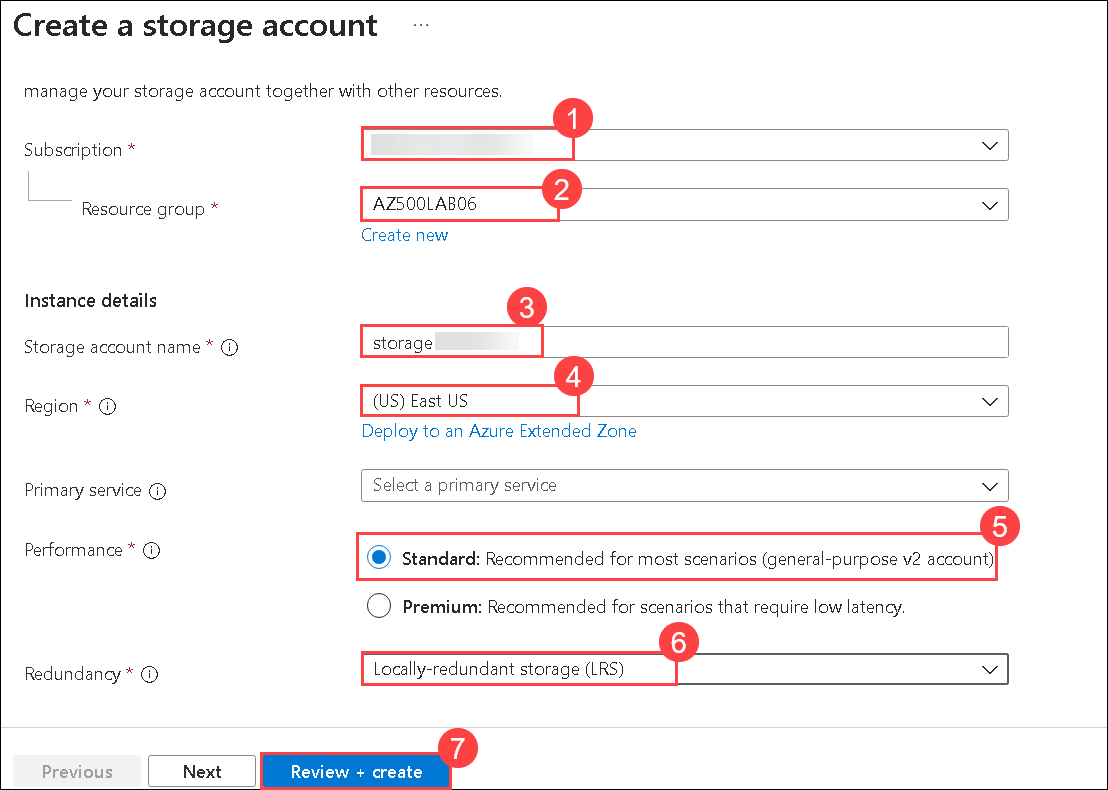 Create a storage account ...
manage your storage account together with other resources.
1
Subscription *
2
Resource group * AZ500LAB06
Create new
Instance details
3
Storage account name * storage
4
Region * (US) East US
Deploy to an Azure Extended Zone
Primary service Select a primary service
5
Performance * Standard: Recommended for most scenarios (general-purpose v2 account)
Premium: Recommended for scenarios that require low latency.
6
Redundancy * Locally-redundant storage (LRS)
7
Previous Next Review + create